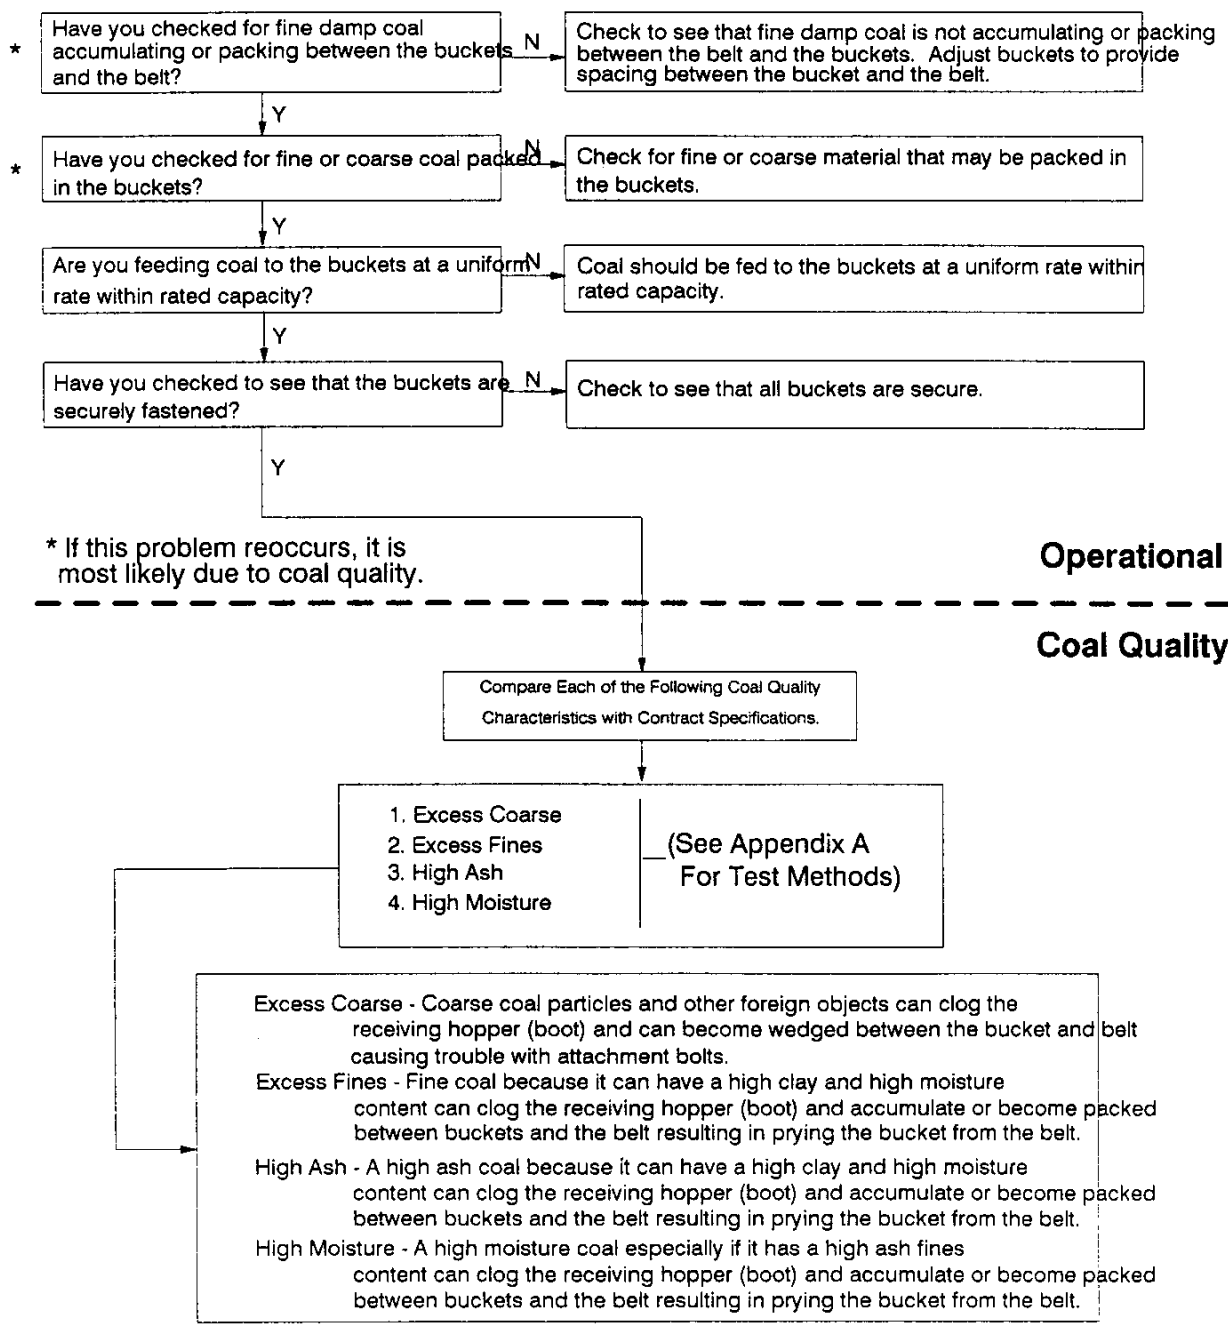 * Have you checked for fine damp coal
accumulating or packing between the buckets
and the belt?
N
Check to see that fine damp coal is not accumulating or packing
between the belt and the buckets. Adjust buckets to provide
spacing between the bucket and the belt.
Y
* Have you checked for fine or coarse coal packed
in the buckets?
N
Check for fine or coarse material that may be packed in
the buckets.
Y
Are you feeding coal to the buckets at a uniform
rate within rated capacity?
N
Coal should be fed to the buckets at a uniform rate within
rated capacity.
Y
Have you checked to see that the buckets are
securely fastened?
N
Check to see that all buckets are secure.
Y
* If this problem reoccurs, it is
most likely due to coal quality.
Operational
Coal Quality
Compare Each of the Following Coal Quality
Characteristics with Contract Specifications.
1. Excess Coarse
2. Excess Fines
3. High Ash
4. High Moisture
(See Appendix A
For Test Methods)
Excess Coarse - Coarse coal particles and other foreign objects can clog the
receiving hopper (boot) and can become wedged between the bucket and belt
causing trouble with attachment bolts.
Excess Fines - Fine coal because it can have a high clay and high moisture
content can clog the receiving hopper (boot) and accumulate or become packed
between buckets and the belt resulting in prying the bucket from the belt.
High Ash - A high ash coal because it can have a high clay and high moisture
content can clog the receiving hopper (boot) and accumulate or become packed
between buckets and the belt resulting in prying the bucket from the belt.
High Moisture - A high moisture coal especially if it has a high ash fines
content can clog the receiving hopper (boot) and accumulate or become packed
between buckets and the belt resulting in prying the bucket from the belt.